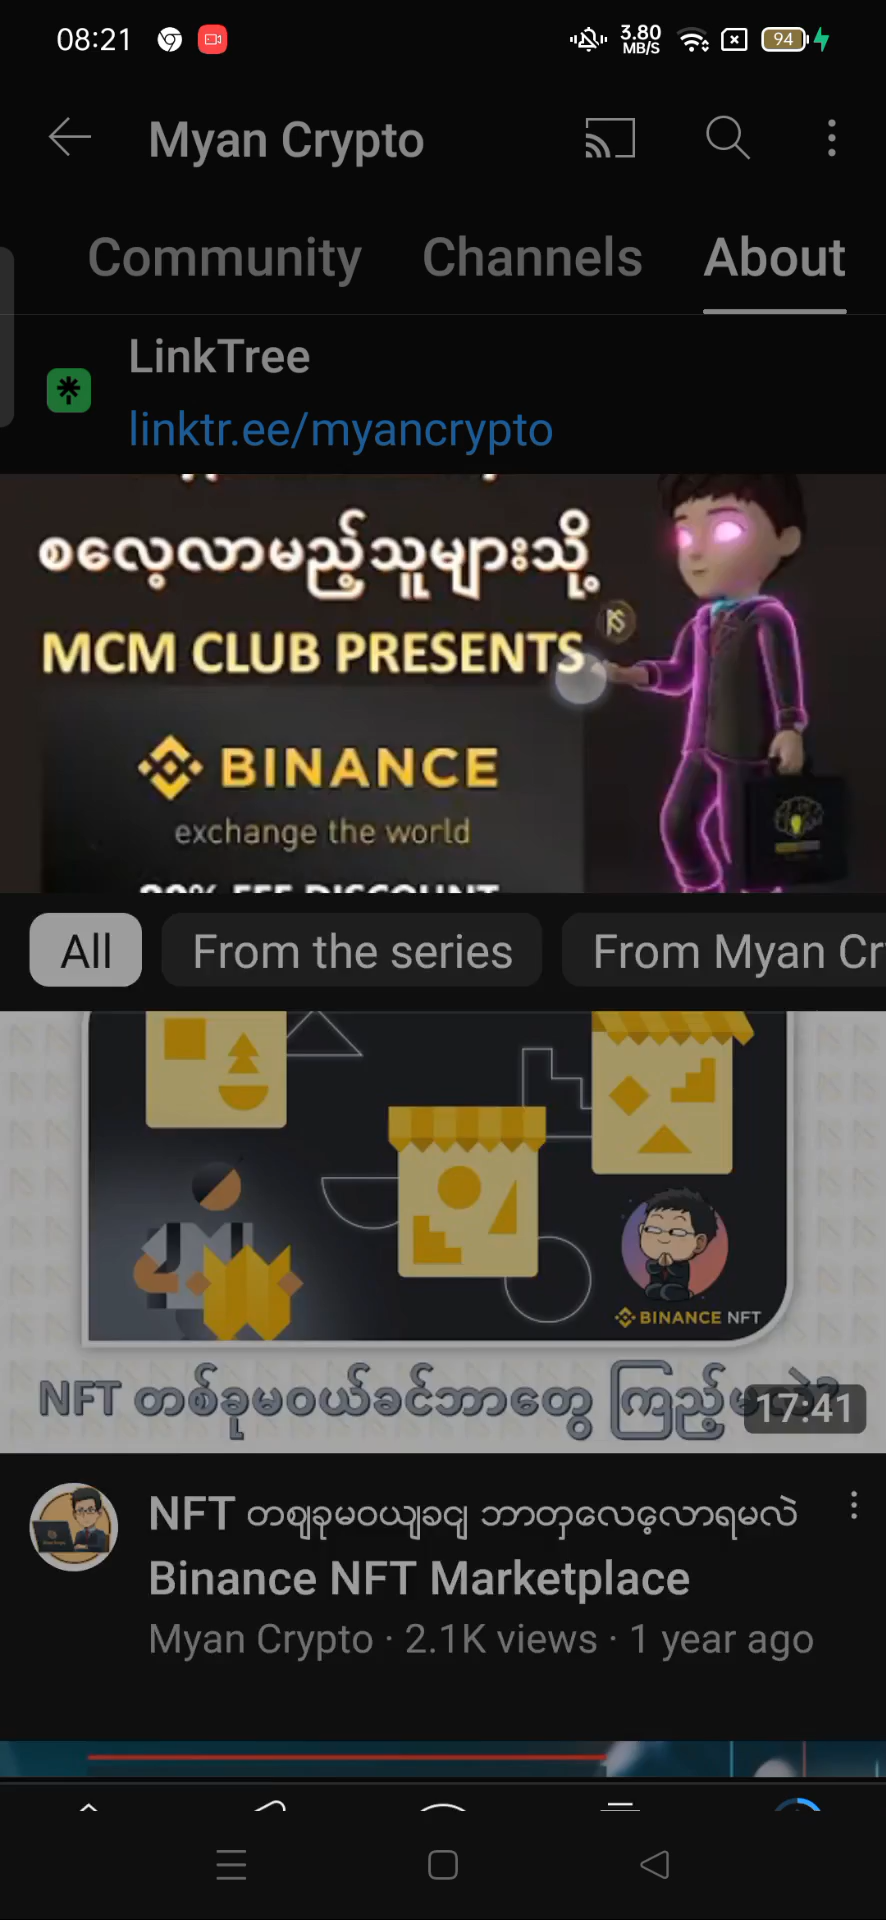 08:21
3.80
MB/S
94
Myan Crypto
Community Channels About
LinkTree
linktr.ee/myancrypto
စလေ့လာမည့်သူများသို့
MCM CLUB PRESENTS
BINANCE
exchange the world
All
From the series
From Myan Cr
BINANCE NFT
NFT တစ်ခုမဝယ်ခင်ဘာတွေ ကြည့်
17:41
NFT တစျခုမဝယျခငျ ဘာတှလေေ့လာရမလဲ
Binance NFT Marketplace
Myan Crypto · 2.1K views · 1 year ago